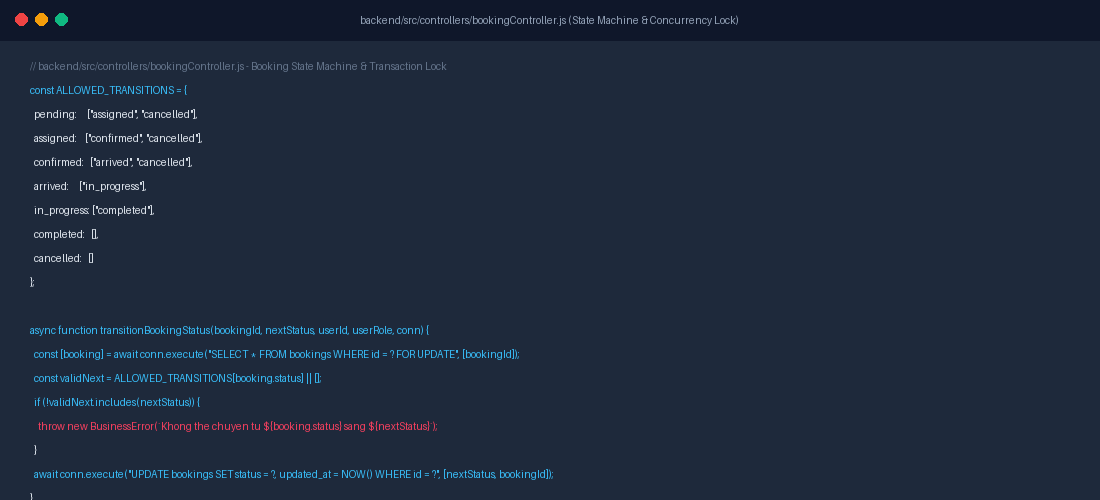 backend/src/controllers/bookingController.js (State Machine & Concurrency Lock)
// backend/src/controllers/bookingController.js - Booking State Machine & Transaction Lock
const ALLOWED_TRANSITIONS = {
  pending:     ["assigned", "cancelled"],
  assigned:    ["confirmed", "cancelled"],
  confirmed:   ["arrived", "cancelled"],
  arrived:     ["in_progress"],
  in_progress: ["completed"],
  completed:   [],
  cancelled:   []
};
async function transitionBookingStatus(bookingId, nextStatus, userId, userRole, conn) {
  const [booking] = await conn.execute("SELECT * FROM bookings WHERE id = ? FOR UPDATE", [bookingId]);
  const validNext = ALLOWED_TRANSITIONS[booking.status] || [];
  if (!validNext.includes(nextStatus)) {
    throw new BusinessError(`Khong the chuyen tu ${booking.status} sang ${nextStatus}`);
  }
  await conn.execute("UPDATE bookings SET status = ?, updated_at = NOW() WHERE id = ?", [nextStatus, bookingId]);
}